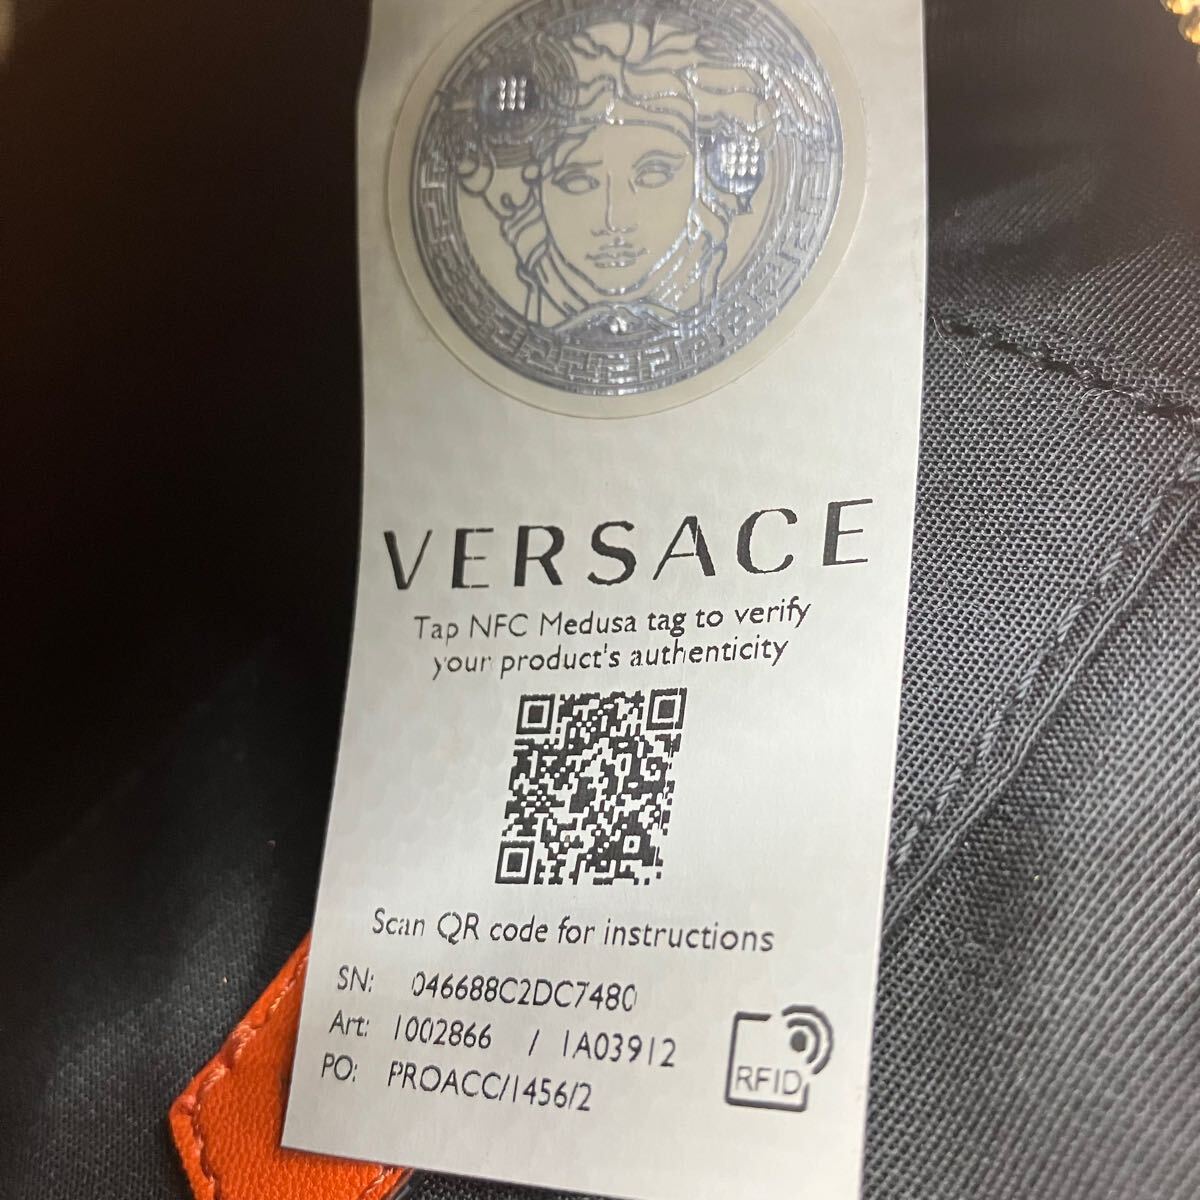 VERSACE
Tap NFC Medusa tag to verify
your product's authenticity
Scan QR code for instructions
SN: 046688C2DC7480
Art: 1002866 / 1A03912
PO: PROACC/1456/2
RFID